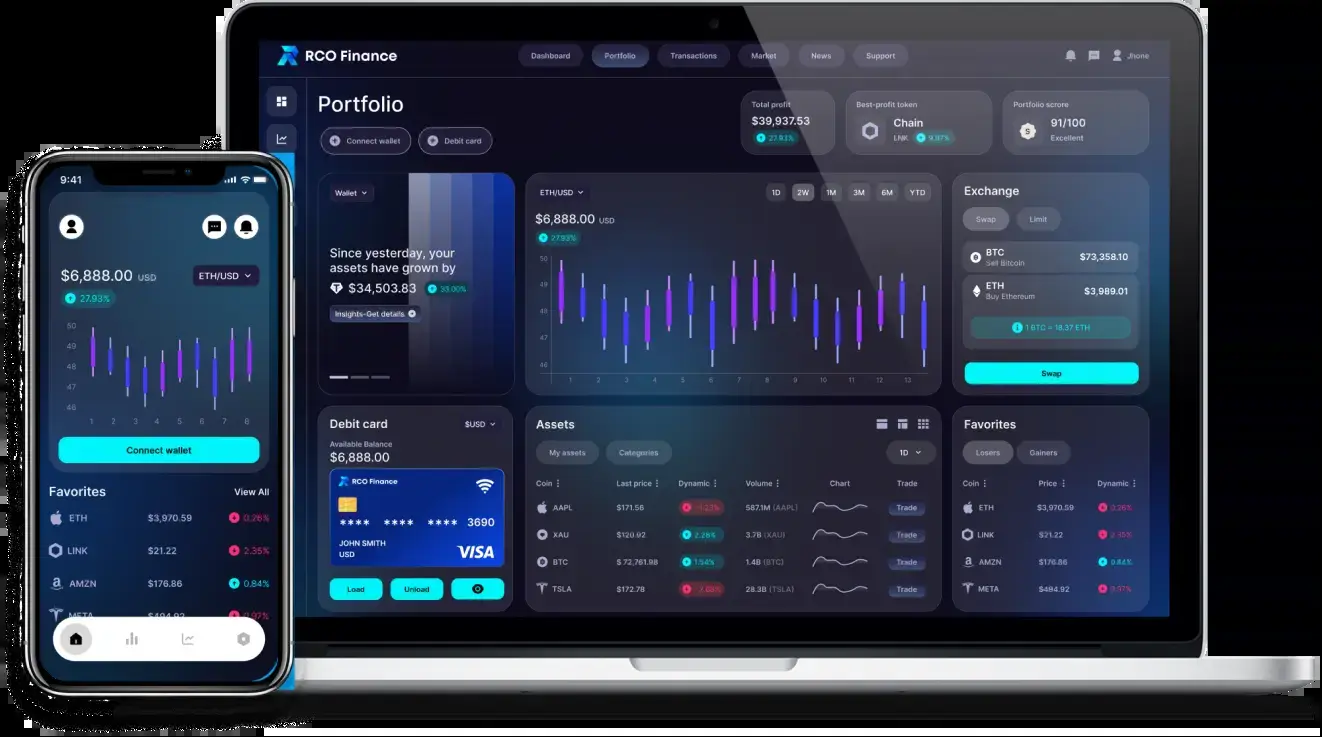 RCO Finance
Dashboard
Portfolio
Transactions
Market
News
Support
Jhone
Portfolio
Connect wallet
Debit card
Total profit
$39,937.53
27.93%
Best-profit token
Chain
LINK
9.97%
Portfolio scrore
91/100
Excellent
Wallet
Since yesterday, your
assets have grown by
$34,503.83
33.00%
Insights-Get details
ETH/USD
1D 2W 1M 3M 6M YTD
$6,888.00 USD
27.93%
50
49
48
47
46
1 2 3 4 5 6 7 8 9 10 11 12 13
Exchange
Swap
Limit
BTC
Sell Bitcoin
$73,358.10
ETH
Buy Ethereum
$3,989.01
1 BTC = 18.37 ETH
Swap
Debit card
$USD
Available Balance
$6,888.00
RCO Finance
**** **** **** 3690
JOHN SMITH
USD
VISA
Load
Unload
Assets
My assets
Categories
1D
Coin Last price Dynamic Volume Chart Trade
AAPL $171.56 587.1M (AAPL) Trade
XAU 2.28% 3.7B (XAU) Trade
BTC $ 72,761.98 1.54% 1.4B (BTC) Trade
TSLA $172.78 28.3B (TSLA) Trade
Favorites
Losers
Gainers
Coin Price Dynamic
ETH $3,970.59 0.26%
LINK $21.22 2.35%
AMZN $176.86 0.84%
META $494.92 0.97%
9:41
$6,888.00 USD
ETH/USD
27.93%
50
49
48
47
46
1 2 3 4 5 6 7 8
Connect wallet
Favorites
View All
ETH $3,970.59 0.26%
LINK $21.22 2.35%
AMZN $176.86 0.84%
META $494.92 0.97%